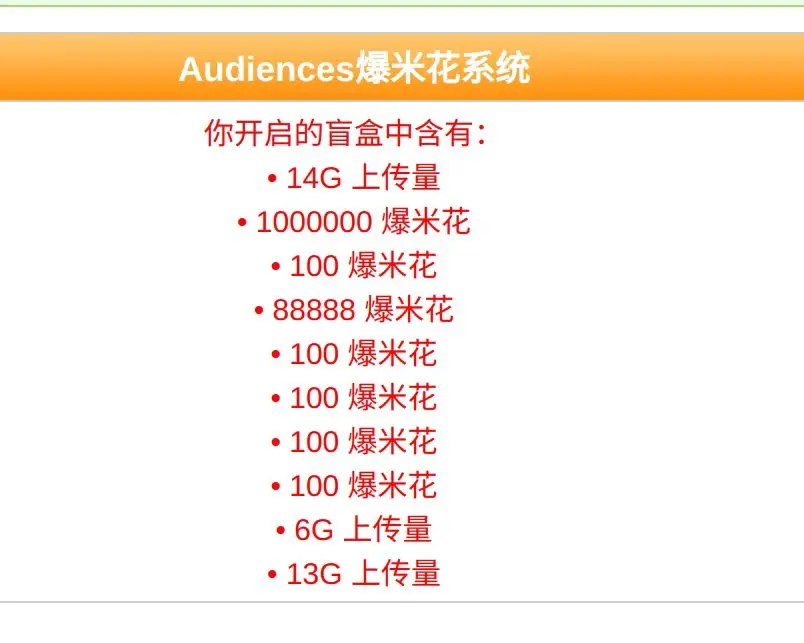 Audiences爆米花系统
你开启的盲盒中含有：
• 14G 上传量
• 1000000 爆米花
• 100 爆米花
• 88888 爆米花
• 100 爆米花
• 100 爆米花
• 100 爆米花
• 100 爆米花
• 6G 上传量
• 13G 上传量